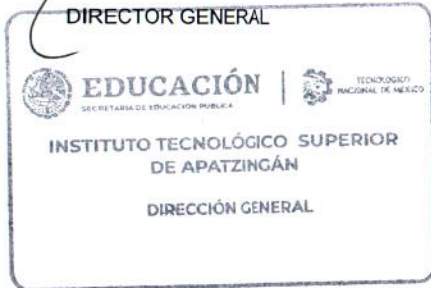 DIRECTOR GENERAL
EDUCACIÓN
SECRETARÍA DE EDUCACIÓN PÚBLICA
TECNOLÓGICO
NACIONAL DE MÉXICO
INSTITUTO TECNOLÓGICO SUPERIOR
DE APATZINGÁN
DIRECCIÓN GENERAL